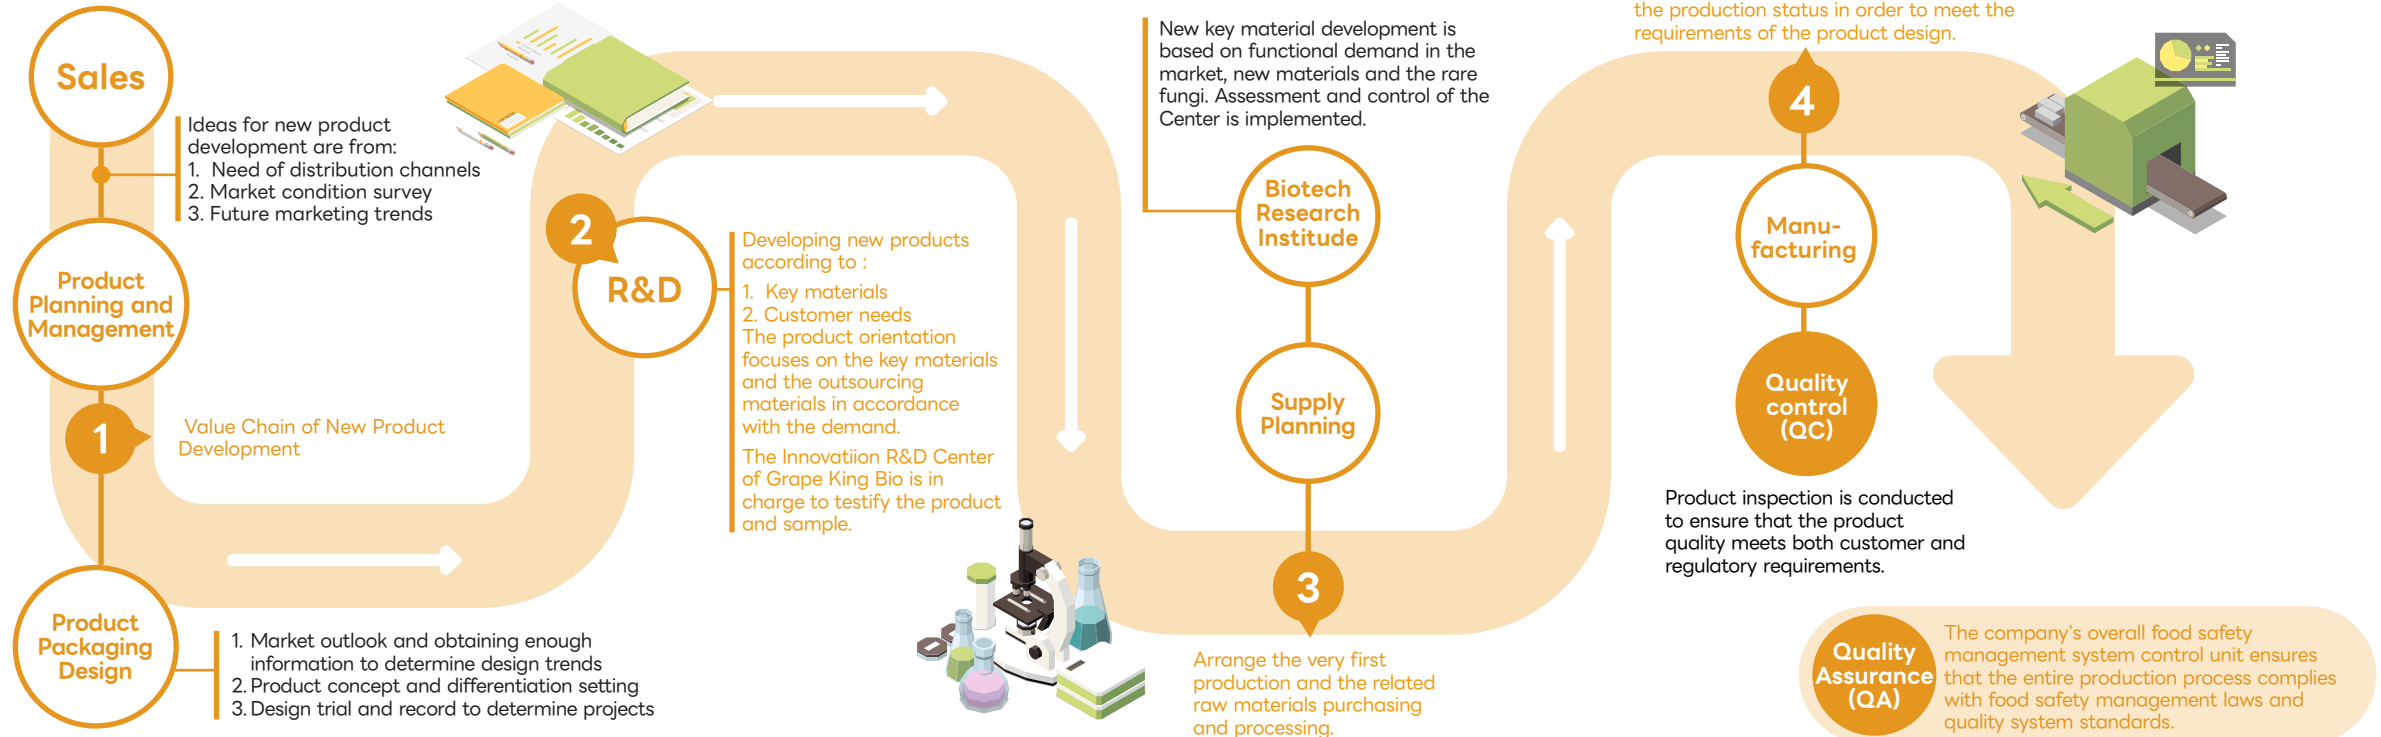 Sales
Ideas for new product
development are from:
1. Need of distribution channels
2. Market condition survey
3. Future marketing trends
Product
Planning and
Management
1
Value Chain of New Product
Development
Product
Packaging
Design
1. Market outlook and obtaining enough
information to determine design trends
2. Product concept and differentiation setting
3. Design trial and record to determine projects
2
R&D
Developing new products
according to :
1. Key materials
2. Customer needs
The product orientation
focuses on the key materials
and the outsourcing
materials in accordance
with the demand.
The Innovatiion R&D Center
of Grape King Bio is in
charge to testify the product
and sample.
New key material development is
based on functional demand in the
market, new materials and the rare
fungi. Assessment and control of the
Center is implemented.
Biotech
Research
Institude
Supply
Planning
3
Arrange the very first
production and the related
raw materials purchasing
and processing.
the production status in order to meet the
requirements of the product design.
4
Manu-
facturing
Quality
control
(QC)
Product inspection is conducted
to ensure that the product
quality meets both customer and
regulatory requirements.
Quality
Assurance
(QA)
The company's overall food safety
management system control unit ensures
that the entire production process complies
with food safety management laws and
quality system standards.